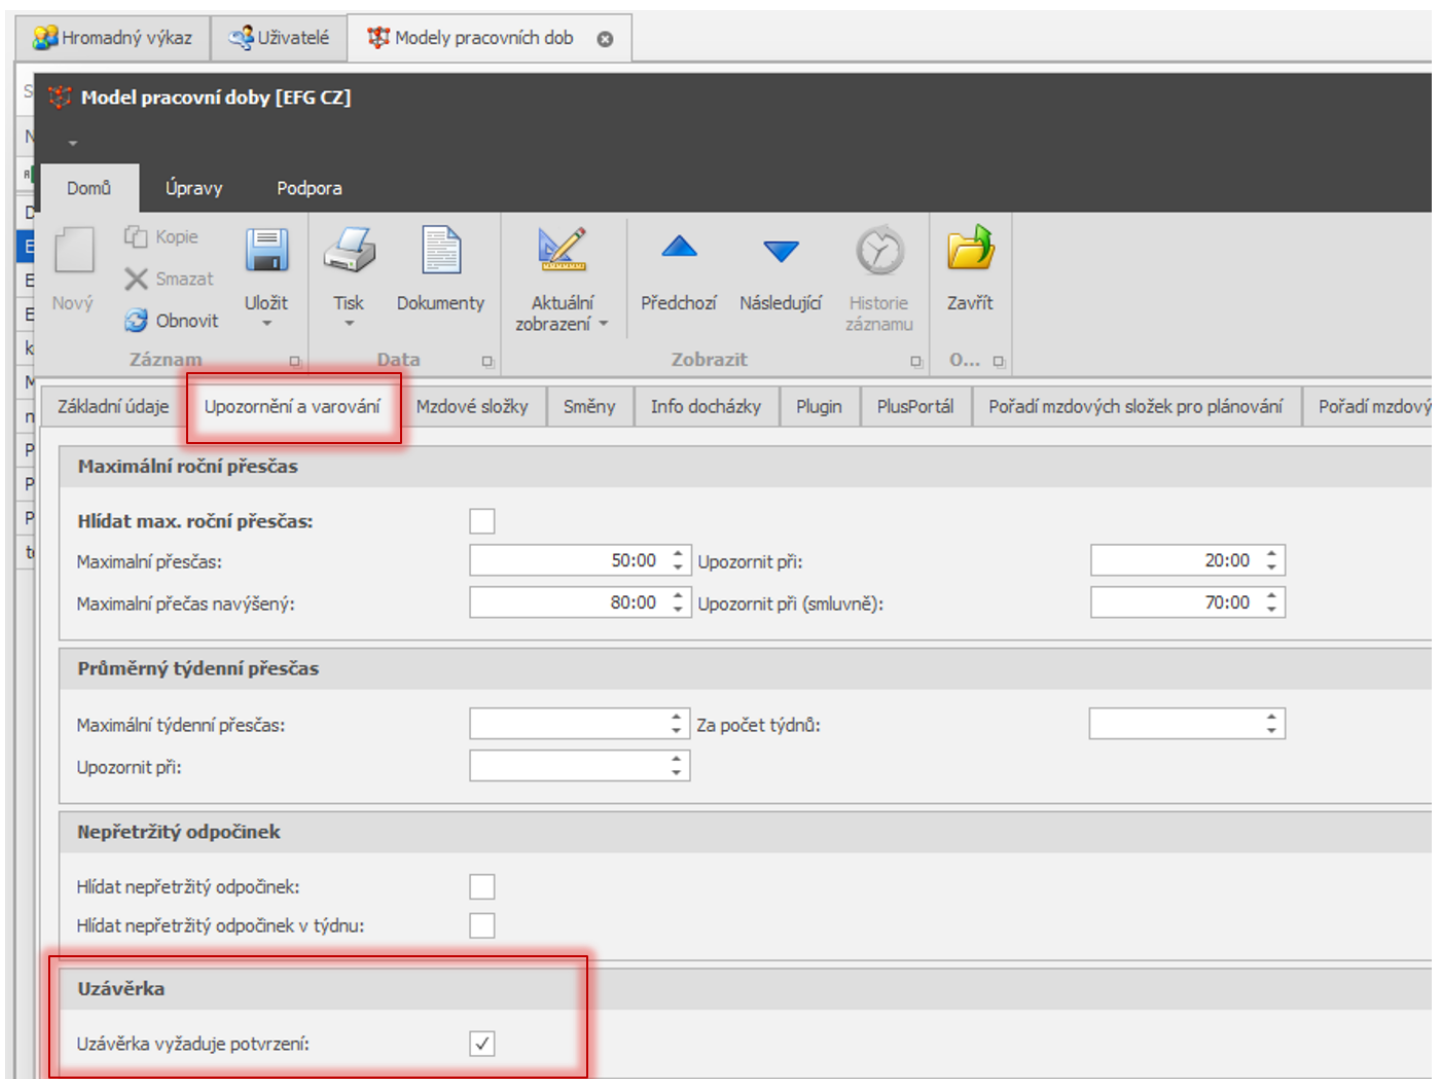 Hromadný výkaz Uživatelé Modely pracovních dob
S
Model pracovní doby [EFG CZ]
N
Domů Úpravy Podpora
D
E
E
E
k
M
n
P
P
P
Nový Kopie Smazat Obnovit Uložit Tisk Dokumenty Aktuální zobrazení Předchozí Následující Historie záznamu Zavřít
Záznam Data Zobrazit O...
Základní údaje Upozornění a varování Mzdové složky Směny Info docházky Plugin PlusPortál Pořadí mzdových složek pro plánování Pořadí mzdový
Maximální roční přesčas
Hlídat max. roční přesčas:
Maximalní přesčas: 50:00 Upozornit při: 20:00
Maximalní přečas navýšený: 80:00 Upozornit při (smluvně): 70:00
Průměrný týdenní přesčas
Maximální týdenní přesčas: Za počet týdnů:
Upozornit při:
Nepřetržitý odpočinek
Hlídat nepřetržitý odpočinek:
Hlídat nepřetržitý odpočinek v týdnu:
Uzávěrka
Uzávěrka vyžaduje potvrzení: